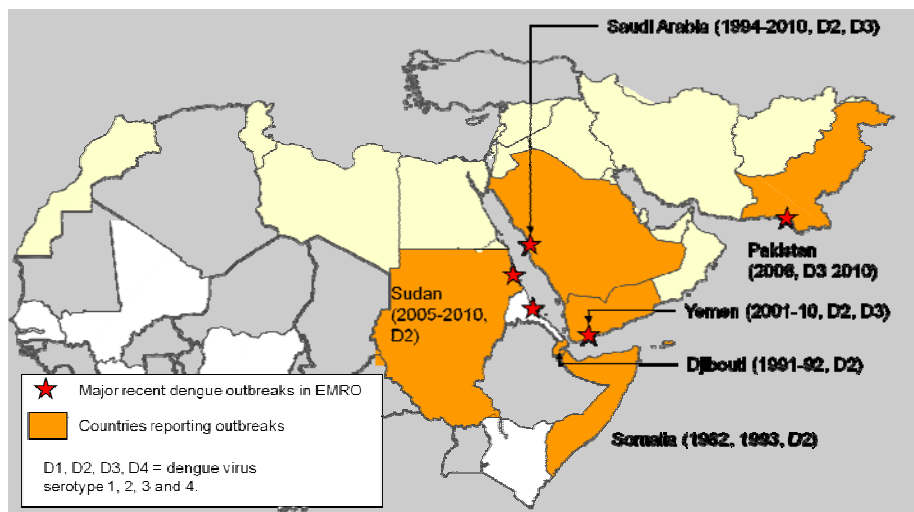 Saudi Arabia (1994-2010, D2, D3)
Pakistan
(2006, D3 2010)
Sudan
(2005-2010,
D2)
Yemen (2001-10, D2, D3)
Djibouti (1991-92, D2)
Somalia (1982, 1993, D2)
Major recent dengue outbreaks in EMRO
Countries reporting outbreaks
D1, D2, D3, D4 = dengue virus
serotype 1, 2, 3 and 4.